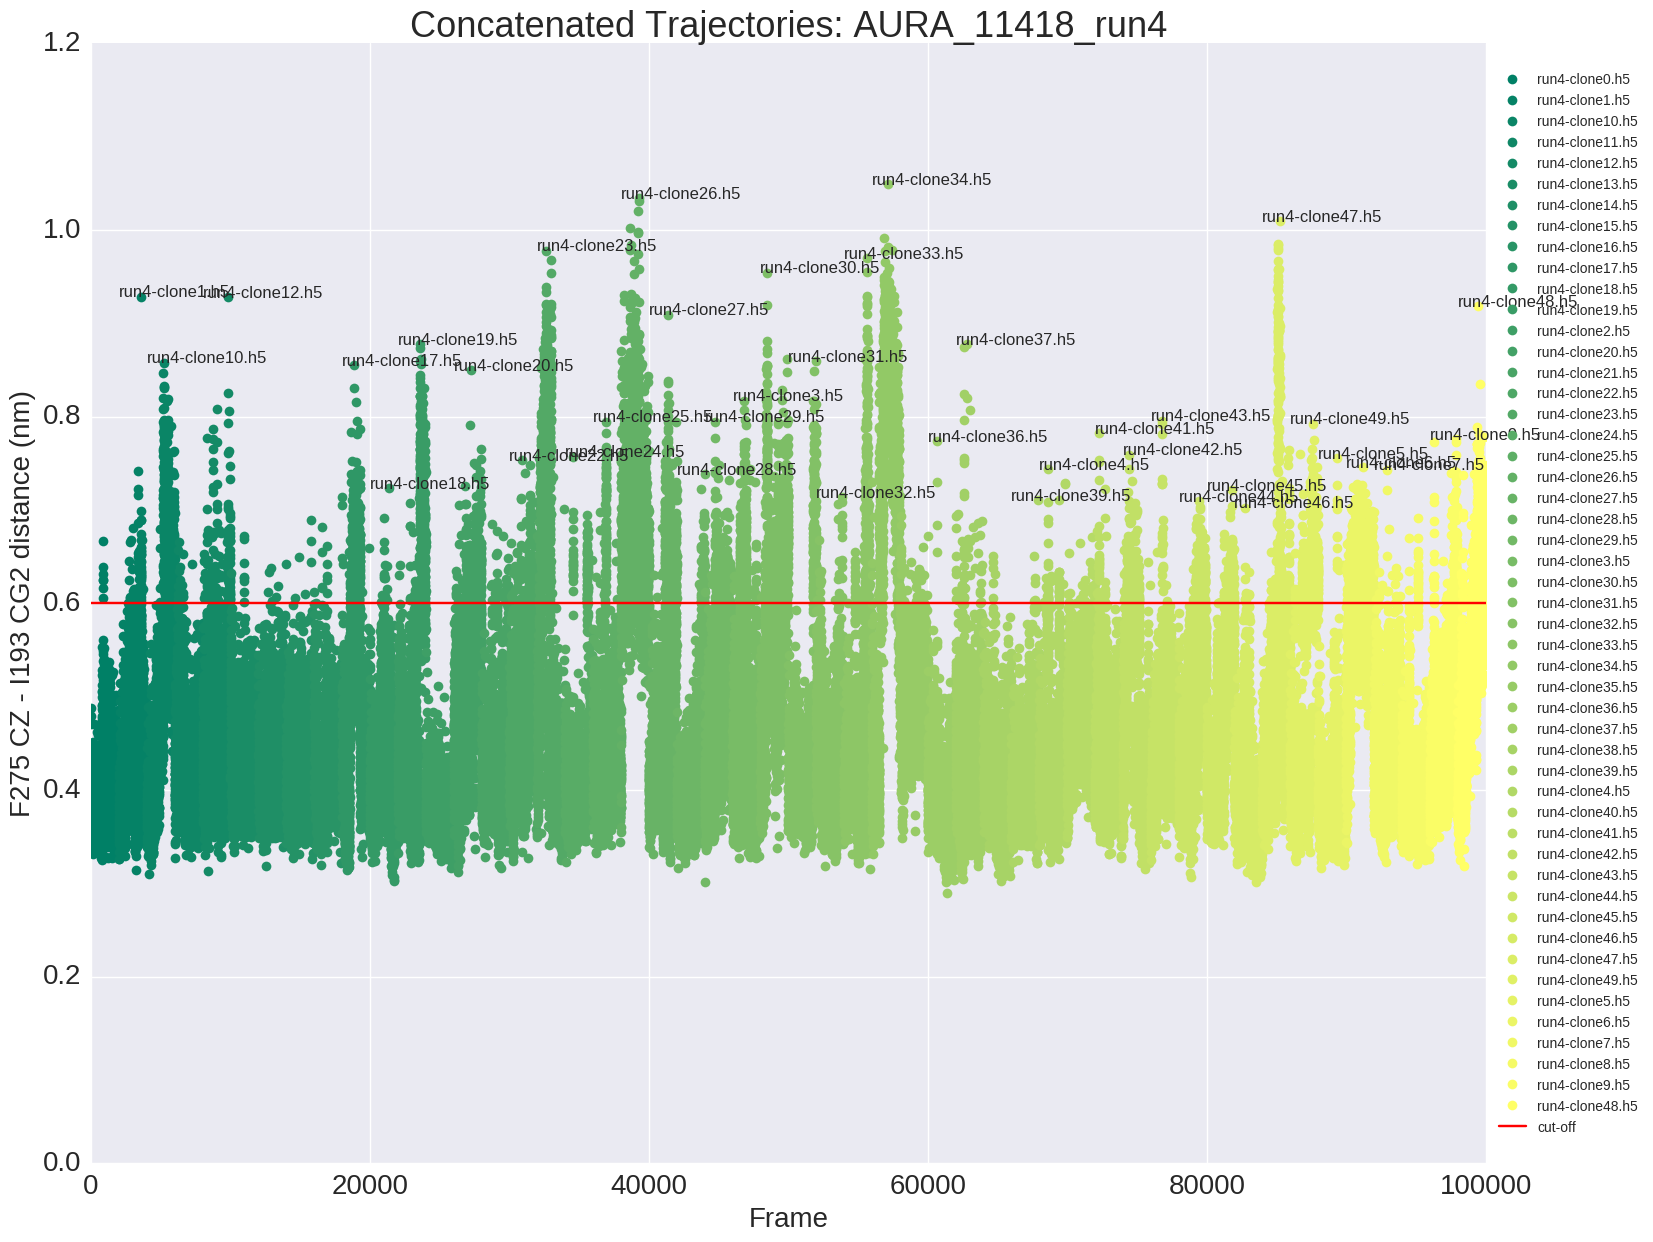 Concatenated Trajectories: AURA_11418_run4
F275 CZ - I193 CG2 distance (nm)
1.2
1.0
0.8
0.6
0.4
0.2
0.0
run4-clone34.h5
run4-clone26.h5
run4-clone47.h5
run4-clone23.h5
run4-clone33.h5
run4-clone30.h5
run4-clone1.h5
run4-clone12.h5
run4-clone48.h5
run4-clone27.h5
run4-clone19.h5
run4-clone37.h5
run4-clone10.h5
run4-clone17.h5
run4-clone20.h5
run4-clone31.h5
run4-clone3.h5
run4-clone25.h5
run4-clone29.h5
run4-clone43.h5
run4-clone49.h5
run4-clone41.h5
run4-clone36.h5
run4-clone22.h5
run4-clone24.h5
run4-clone42.h5
run4-clone5.h5
run4-clone28.h5
run4-clone4.h5
run4-clone6.h5
run4-clone7.h5
run4-clone18.h5
run4-clone32.h5
run4-clone39.h5
run4-clone45.h5
run4-clone44.h5
run4-clone46.h5
0
20000
40000
60000
80000
100000
Frame
run4-clone0.h5
run4-clone1.h5
run4-clone10.h5
run4-clone11.h5
run4-clone12.h5
run4-clone13.h5
run4-clone14.h5
run4-clone15.h5
run4-clone16.h5
run4-clone17.h5
run4-clone18.h5
run4-clone19.h5
run4-clone2.h5
run4-clone20.h5
run4-clone21.h5
run4-clone22.h5
run4-clone23.h5
run4-clone24.h5
run4-clone25.h5
run4-clone26.h5
run4-clone27.h5
run4-clone28.h5
run4-clone29.h5
run4-clone3.h5
run4-clone30.h5
run4-clone31.h5
run4-clone32.h5
run4-clone33.h5
run4-clone34.h5
run4-clone35.h5
run4-clone36.h5
run4-clone37.h5
run4-clone38.h5
run4-clone39.h5
run4-clone4.h5
run4-clone40.h5
run4-clone41.h5
run4-clone42.h5
run4-clone43.h5
run4-clone44.h5
run4-clone45.h5
run4-clone46.h5
run4-clone47.h5
run4-clone49.h5
run4-clone5.h5
run4-clone6.h5
run4-clone7.h5
run4-clone8.h5
run4-clone9.h5
run4-clone48.h5
cut-off